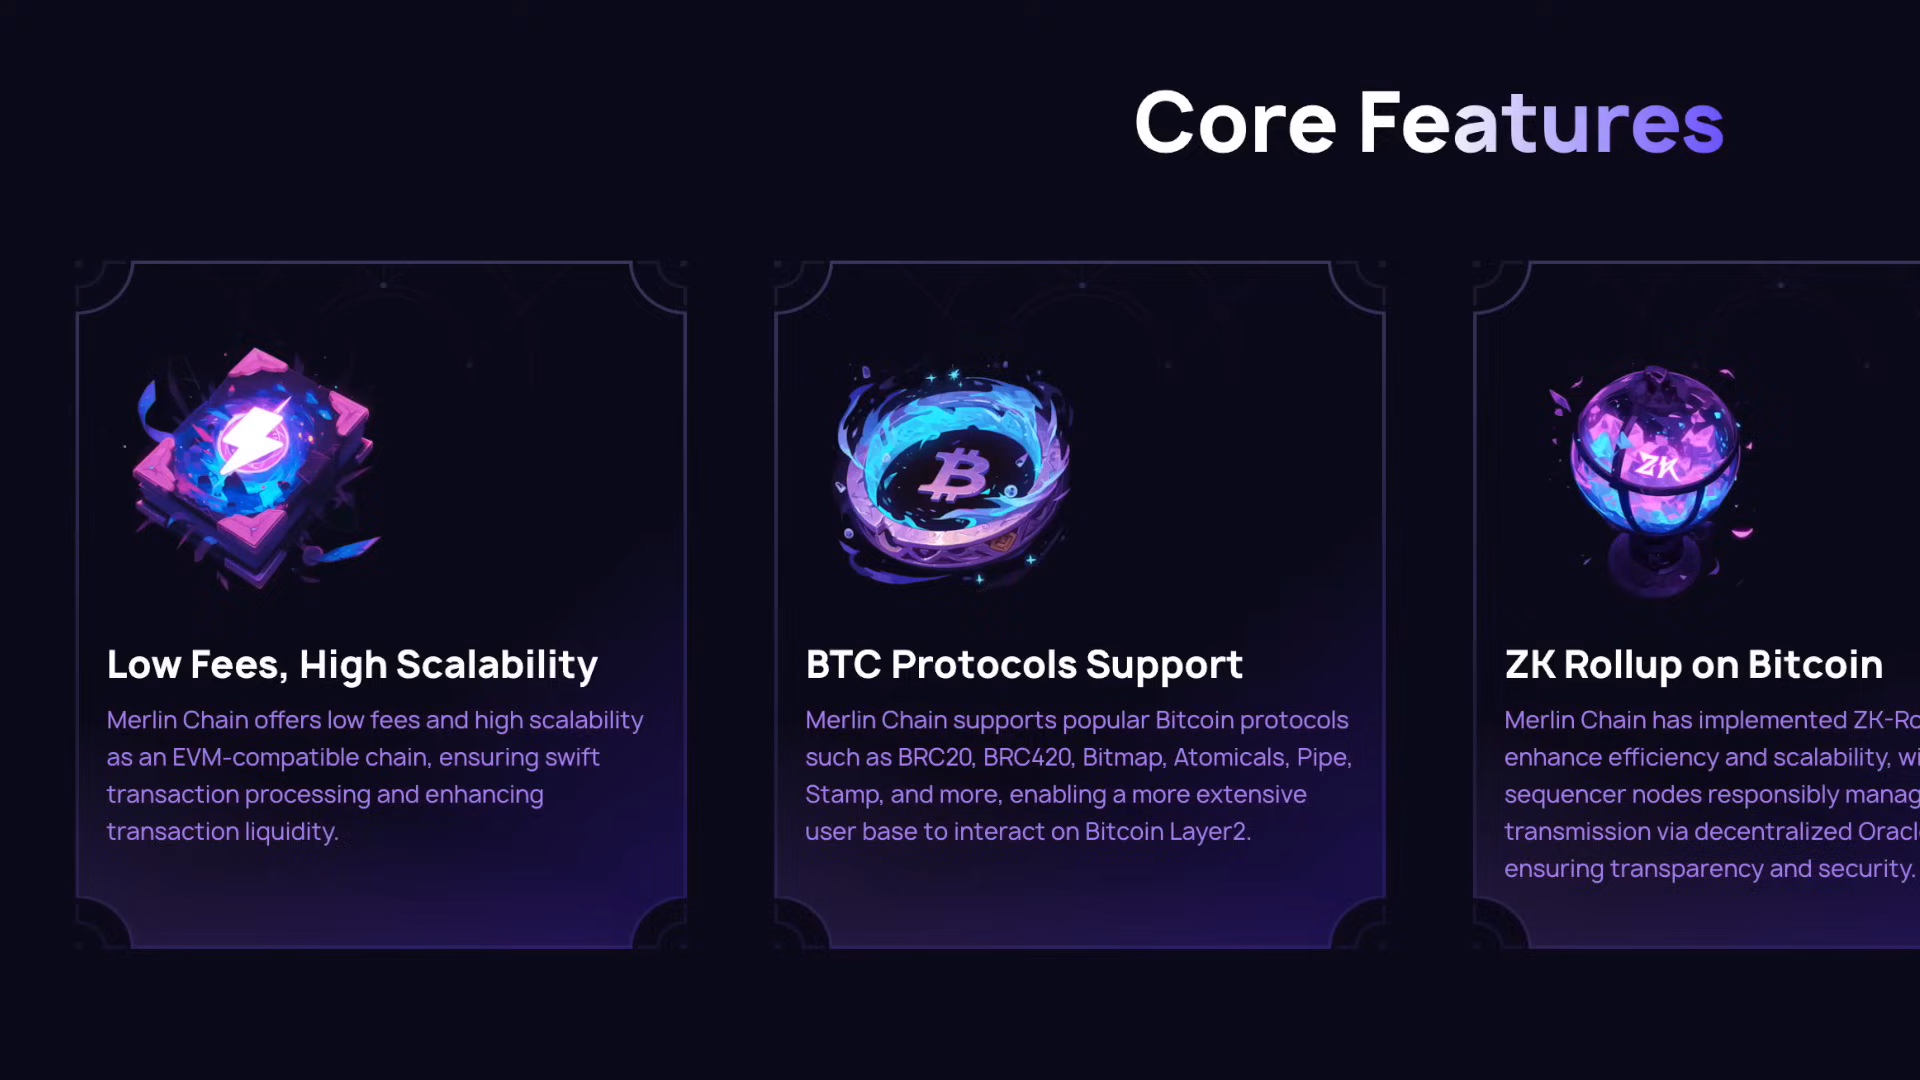 Core Features
Low Fees, High Scalability
Merlin Chain offers low fees and high scalability
as an EVM-compatible chain, ensuring swift
transaction processing and enhancing
transaction liquidity.
BTC Protocols Support
Merlin Chain supports popular Bitcoin protocols
such as BRC20, BRC420, Bitmap, Atomicals, Pipe,
Stamp, and more, enabling a more extensive
user base to interact on Bitcoin Layer2.
ZK
ZK Rollup on Bitcoin
Merlin Chain has implemented
enhance efficiency and scalability,
sequencer nodes responsibly
transmission via decentralized
ensuring transparency and security.